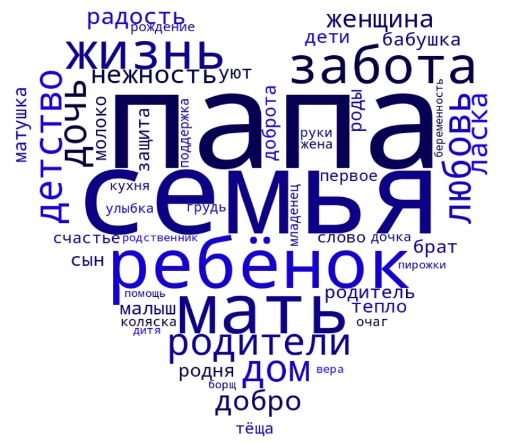 радость
рождение
женщина
дети
бабушка
жизнь
нежность
уют
забота
матушка
детство
дочь
молоко
защита
поддержка
папа
доброта
руки
жена
роды
беременность
любовь
ласка
семья
кухня
первое
улыбка
грудь
младенец
счастье
родственник
слово
дочка
брат
сын
ребёнок
пирожки
помощь
мать
родитель
малыш
тепло
коляска
очаг
дитя
родители
родня
дом
вера
борщ
добро
тёща